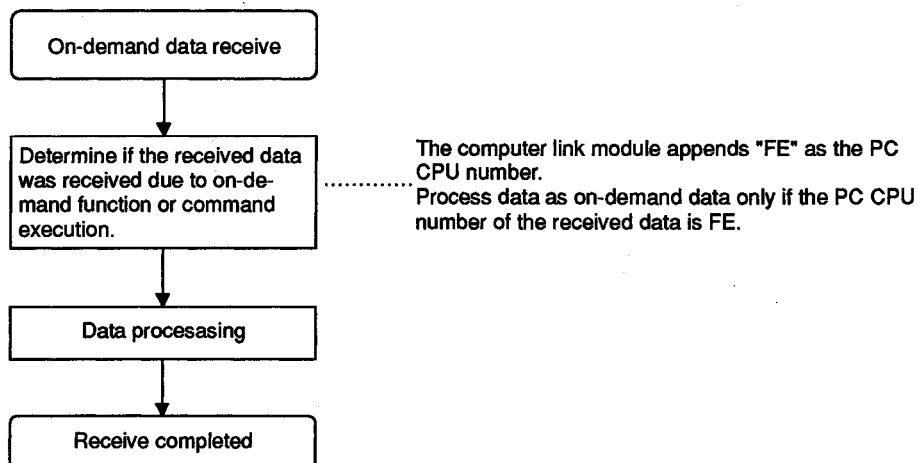 On-demand data receive
Determine if the received data
was received due to on-de-
mand function or command
execution.
The computer link module appends "FE" as the PC
CPU number.
Process data as on-demand data only if the PC CPU
number of the received data is FE.
Data procesasing
Receive completed